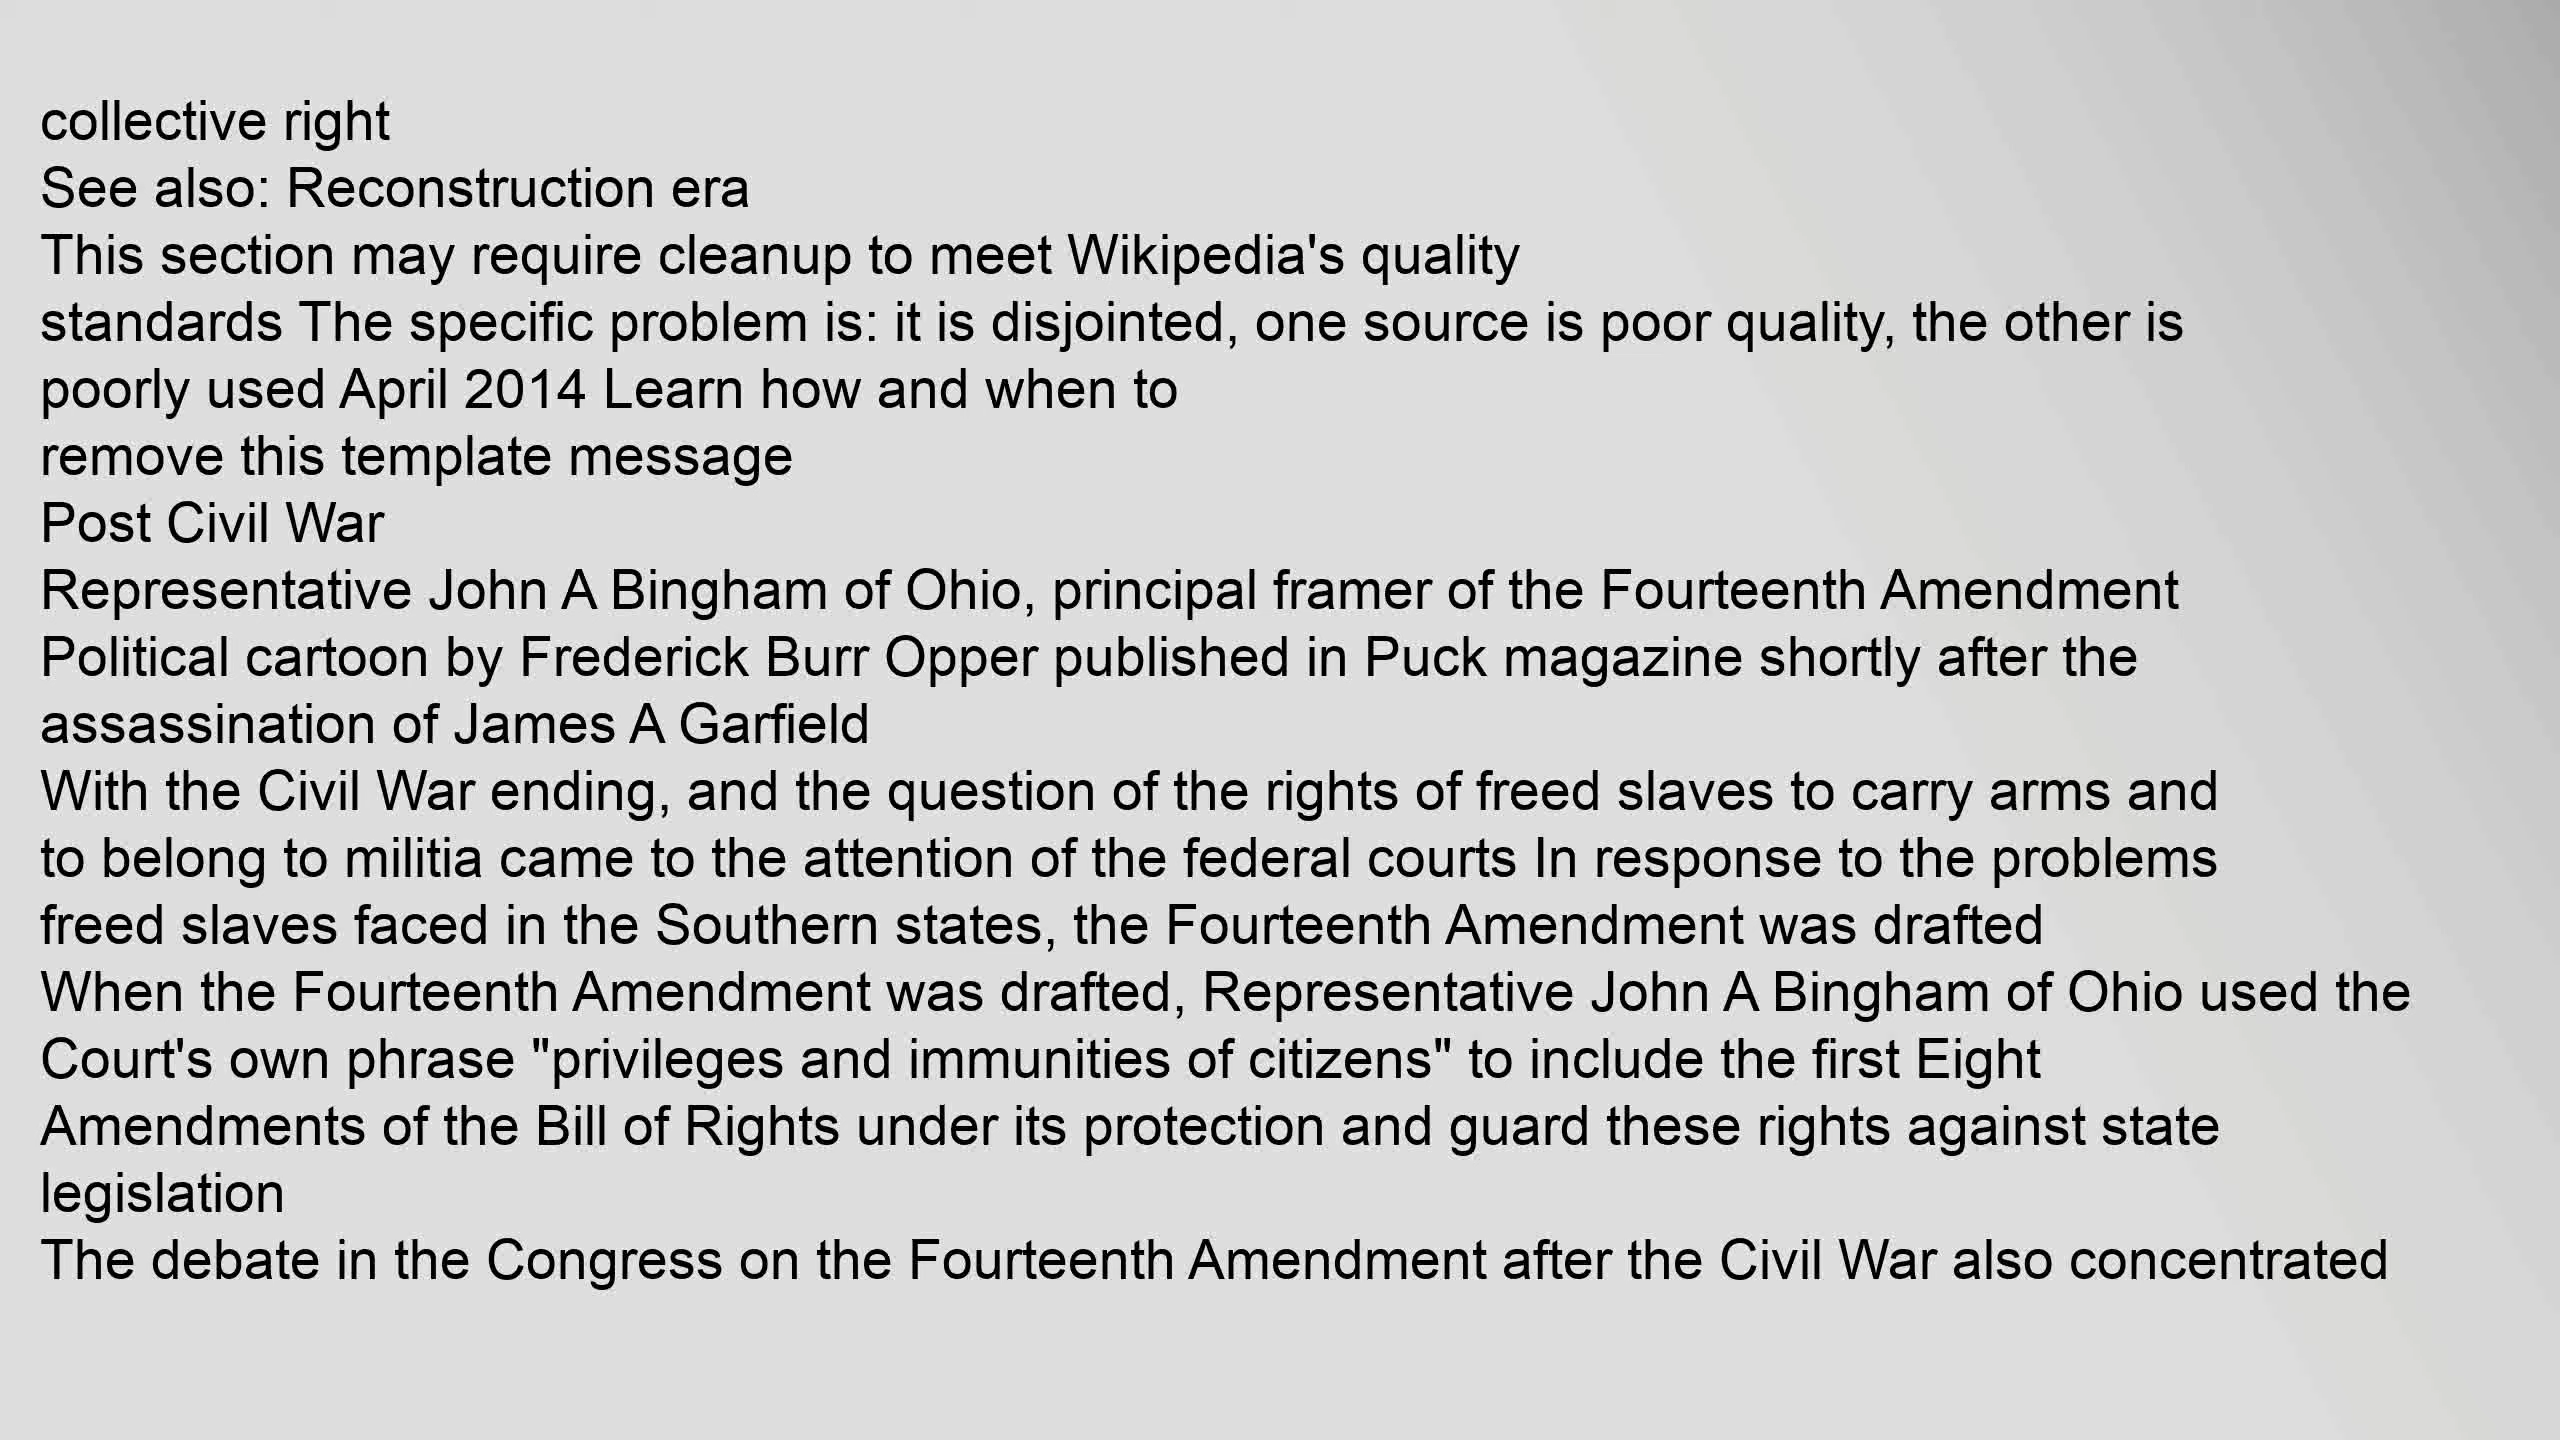 collective right
See also: Reconstruction era
This section may require cleanup to meet Wikipedia's quality
standards The specific problem is: it is disjointed, one source is poor quality, the other is
poorly used April 2014 Learn how and when to
remove this template message
Post Civil War
Representative John A Bingham of Ohio, principal framer of the Fourteenth Amendment
Political cartoon by Frederick Burr Opper published in Puck magazine shortly after the
assassination of James A Garfield
With the Civil War ending, and the question of the rights of freed slaves to carry arms and
to belong to militia came to the attention of the federal courts In response to the problems
freed slaves faced in the Southern states, the Fourteenth Amendment was drafted
When the Fourteenth Amendment was drafted, Representative John A Bingham of Ohio used the
Court's own phrase "privileges and immunities of citizens" to include the first Eight
Amendments of the Bill of Rights under its protection and guard these rights against state
legislation
The debate in the Congress on the Fourteenth Amendment after the Civil War also concentrated